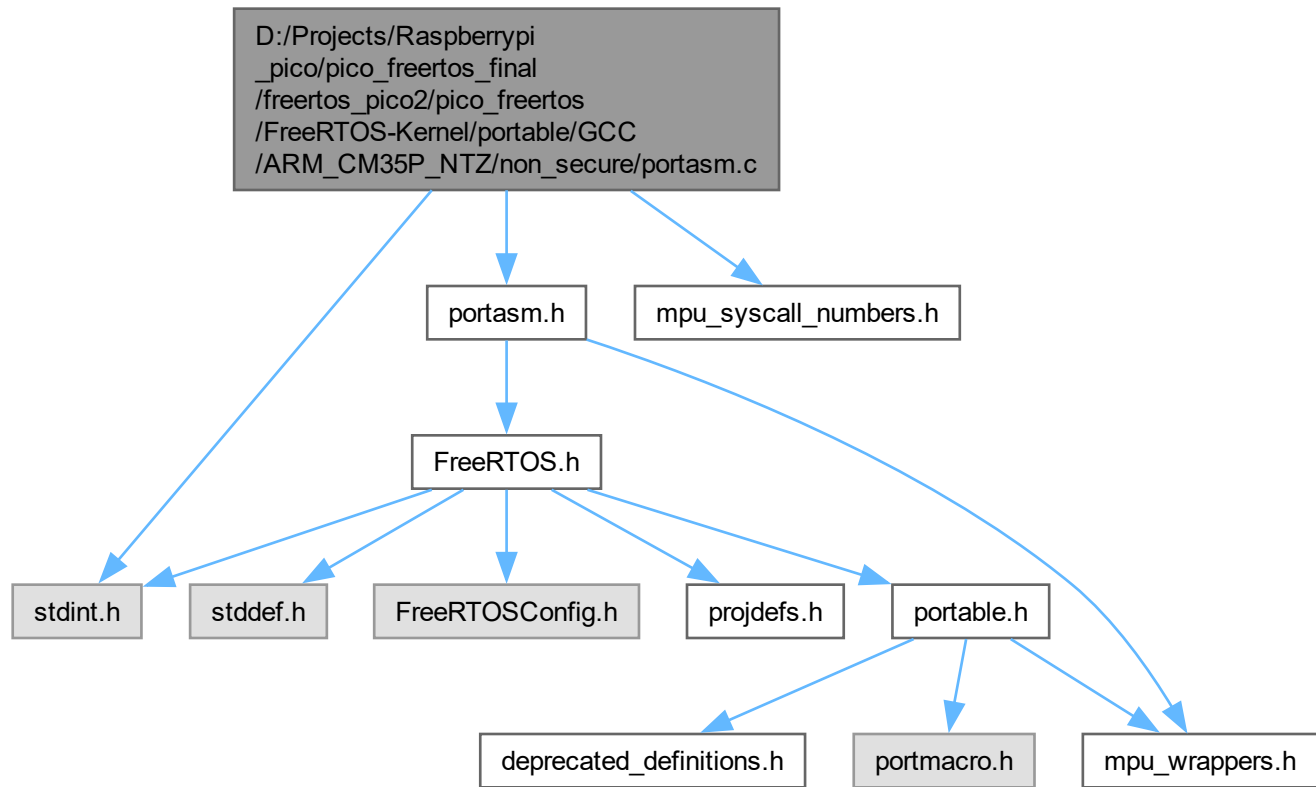 D:/Projects/Raspberrypi
_pico/pico_freertos_final
/freertos_pico2/pico_freertos
/FreeRTOS-Kernel/portable/GCC
/ARM_CM35P_NTZ/non_secure/portasm.c
portasm.h
mpu_syscall_numbers.h
FreeRTOS.h
stdint.h
stddef.h
FreeRTOSConfig.h
projdefs.h
portable.h
deprecated_definitions.h
portmacro.h
mpu_wrappers.h